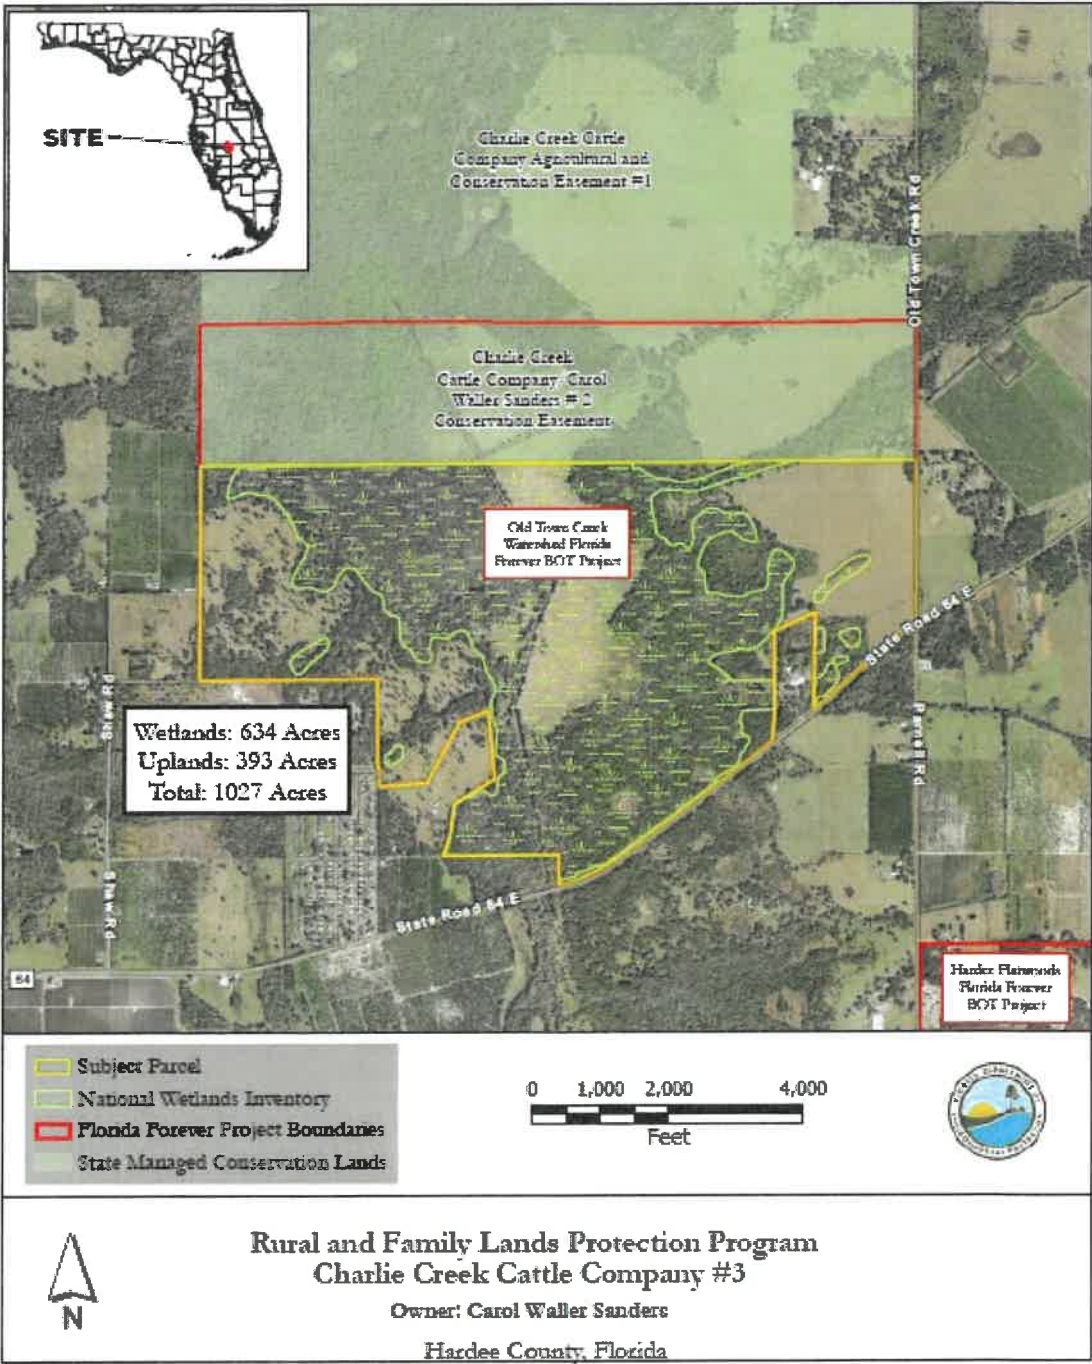 SITE
Charlie Creek Cattle
Company Agricultural and
Conservation Easement #1
Old Town Creek Rd
Charlie Creek
Cattle Company Carol
Waller Sanders # 2
Conservation Easement
Old Town Creek
Watershed Florida
Forever BOT Project
State Road 64 E
Shaw Rd
Wetlands: 634 Acres
Uplands: 393 Acres
Total: 1027 Acres
Parnell Rd
Shaw Rd
State Road 64 E
64
Hardee Flatwoods
Florida Forever
BOT Project
Subject Parcel
National Wetlands Inventory
Florida Forever Project Boundaries
State Managed Conservation Lands
0 1,000 2,000 4,000
Feet
N
Rural and Family Lands Protection Program
Charlie Creek Cattle Company #3
Owner: Carol Waller Sanders
Hardee County, Florida